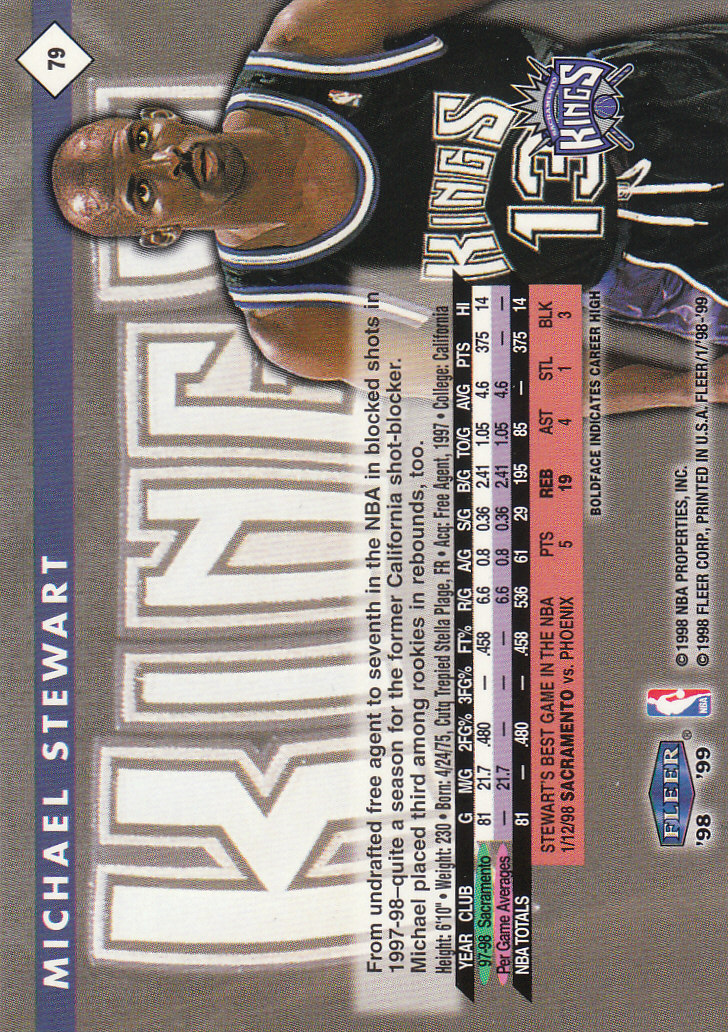 79
MICHAEL STEWART
KINGS
KINGS
13
SACRAMENTO
KINGS
From undrafted free agent to seventh in the NBA in blocked shots in
1997-98–quite a season for the former California shot-blocker.
Michael placed third among rookies in rebounds, too.
Height: 6'10" • Weight: 230 • Born: 4/24/75, Cutq Trepled Stella Plage, FR • Acq: Free Agent, 1997 • College: California
YEAR CLUB G M/G 2FG% 3FG% FT% R/G A/G S/G B/G TO/G AVG PTS HI
97-98 Sacramento 81 21.7 .480 — .458 6.6 0.8 0.36 2.41 1.05 4.6 375 14
Per Game Averages — 21.7 — — — 6.6 0.8 0.36 2.41 1.05 4.6 — —
NBA TOTALS 81 — .480 — .458 536 61 29 195 85 — 375 14
STEWART'S BEST GAME IN THE NBA PTS REB AST STL BLK
1/12/98 SACRAMENTO vs. PHOENIX 5 19 4 1 3
BOLDFACE INDICATES CAREER HIGH
FLEER®
'98 '99
NBA
©1998 NBA PROPERTIES, INC.
©1998 FLEER CORP., PRINTED IN U.S.A./FLEER/1/'98-'99